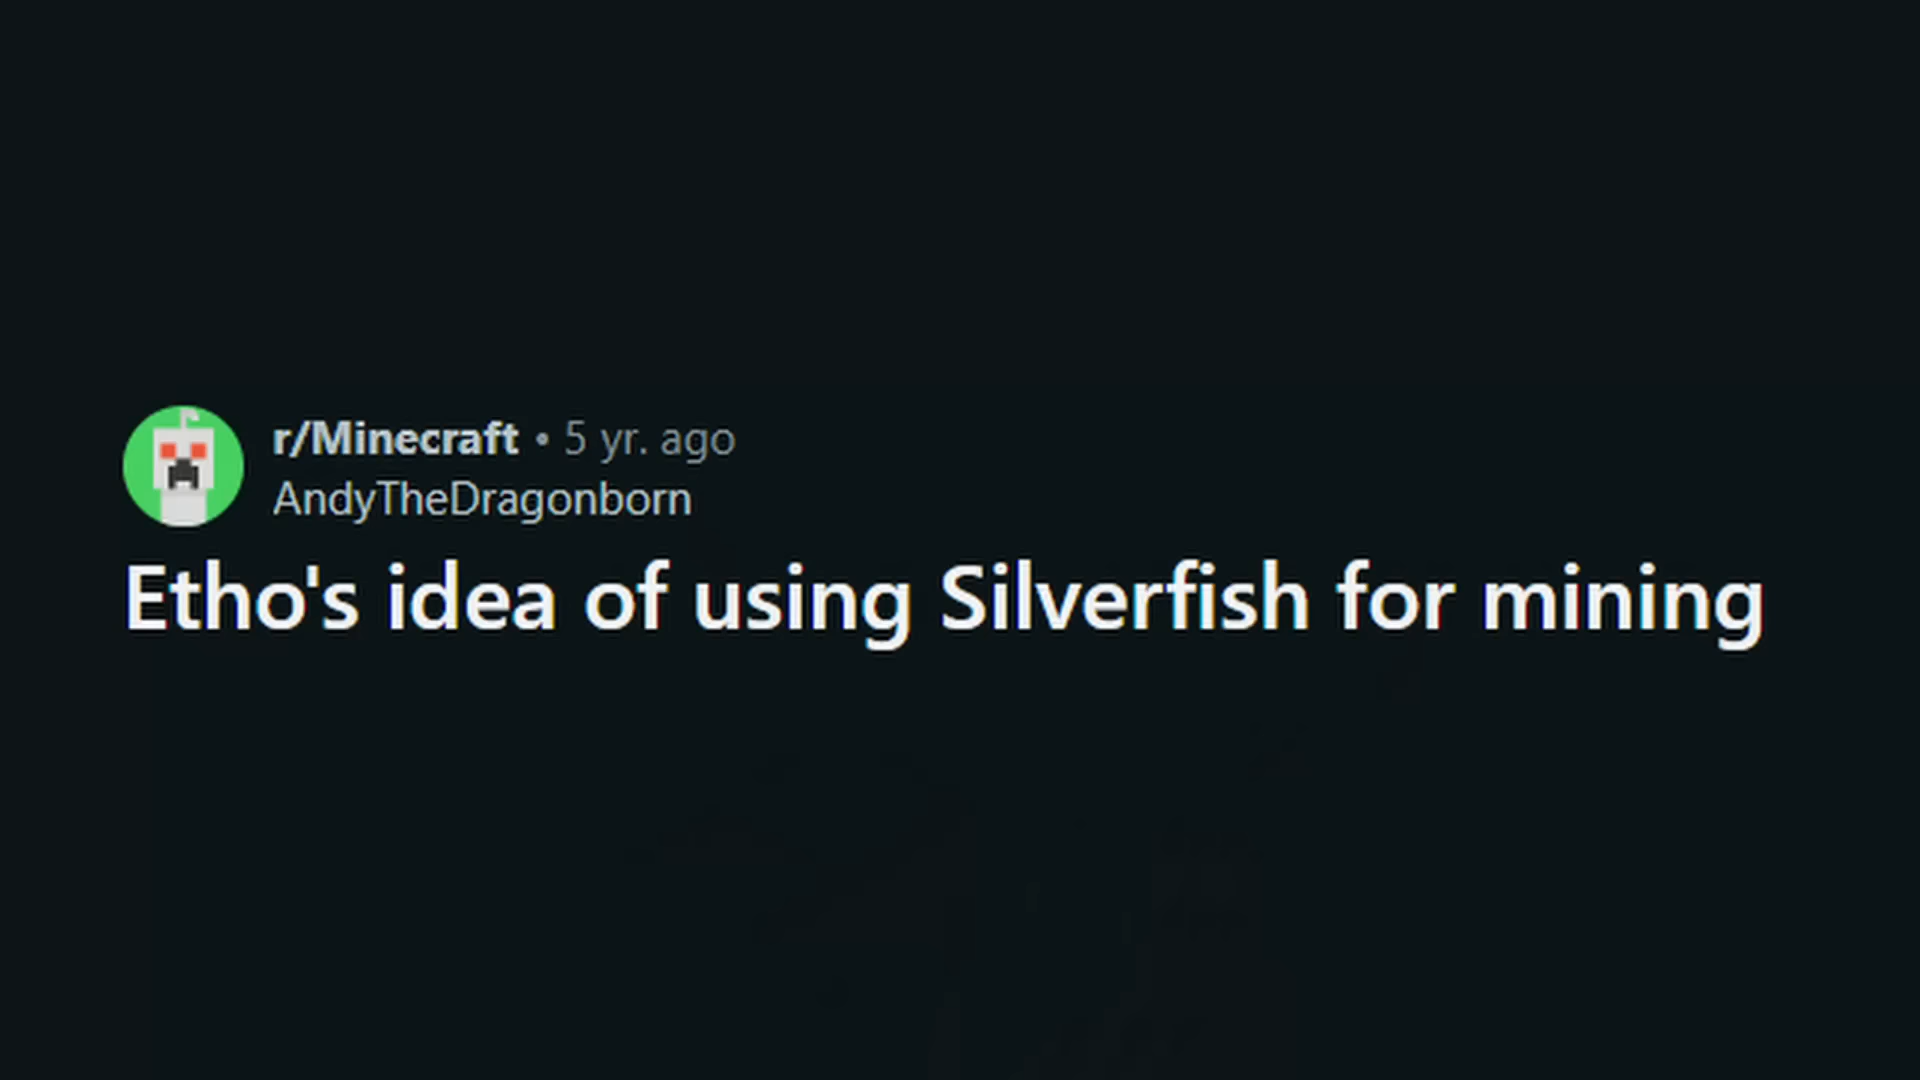 r/Minecraft • 5 yr. ago
AndyTheDragonborn
Etho's idea of using Silverfish for mining